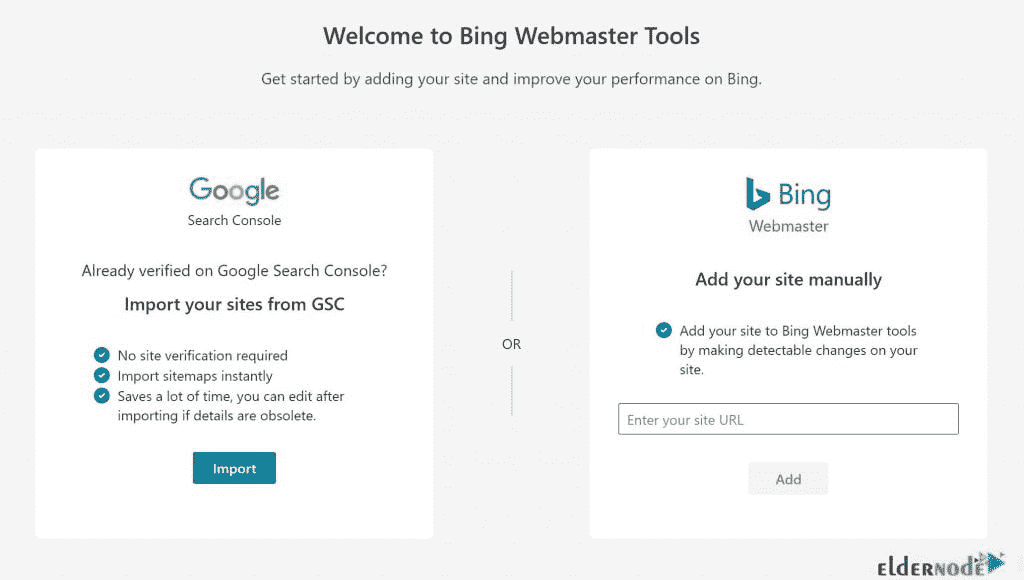 Welcome to Bing Webmaster Tools
Get started by adding your site and improve your performance on Bing.
Google
Search Console
Already verified on Google Search Console?
Import your sites from GSC
No site verification required
Import sitemaps instantly
Saves a lot of time, you can edit after
importing if details are obsolete.
Import
OR
Bing
Webmaster
Add your site manually
Add your site to Bing Webmaster tools
by making detectable changes on your
site.
Enter your site URL
Add
elderNode